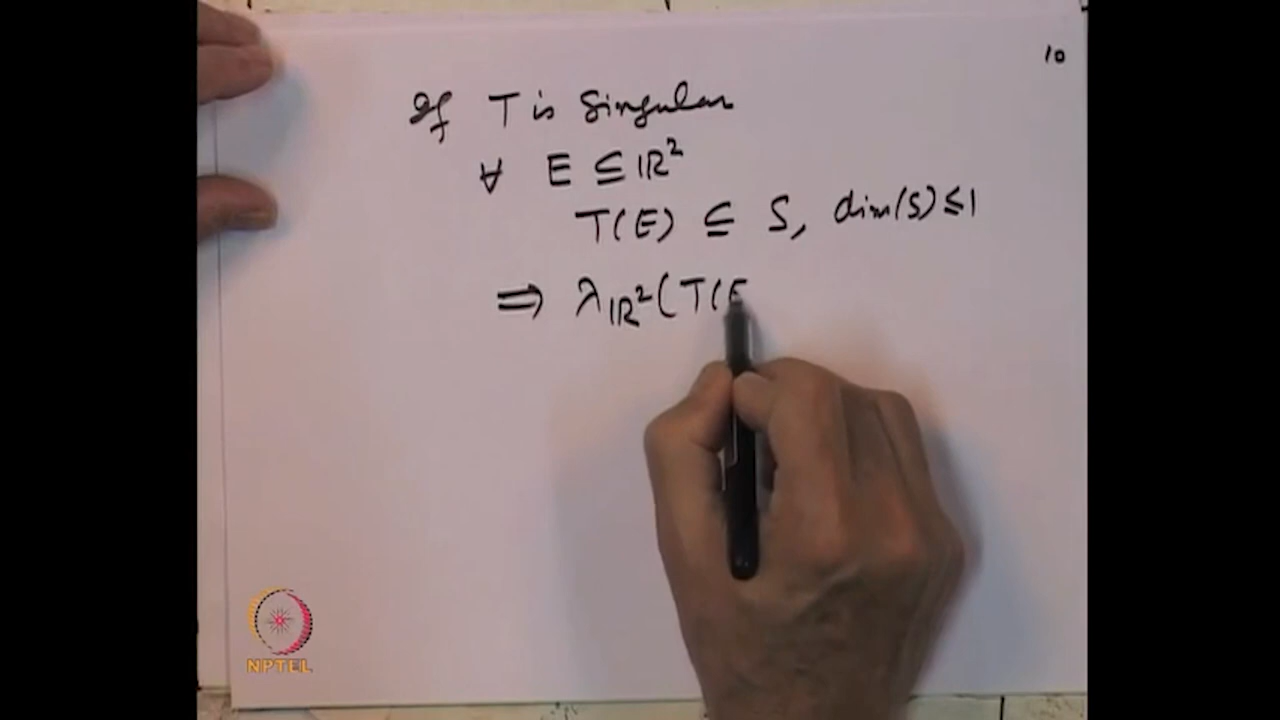 10
If T is Singular
∀ E ⊆ ℝ²
T(E) ⊆ S, dim(S) ≤ 1
⇒ λ_ℝ²(T(E
NPTEL